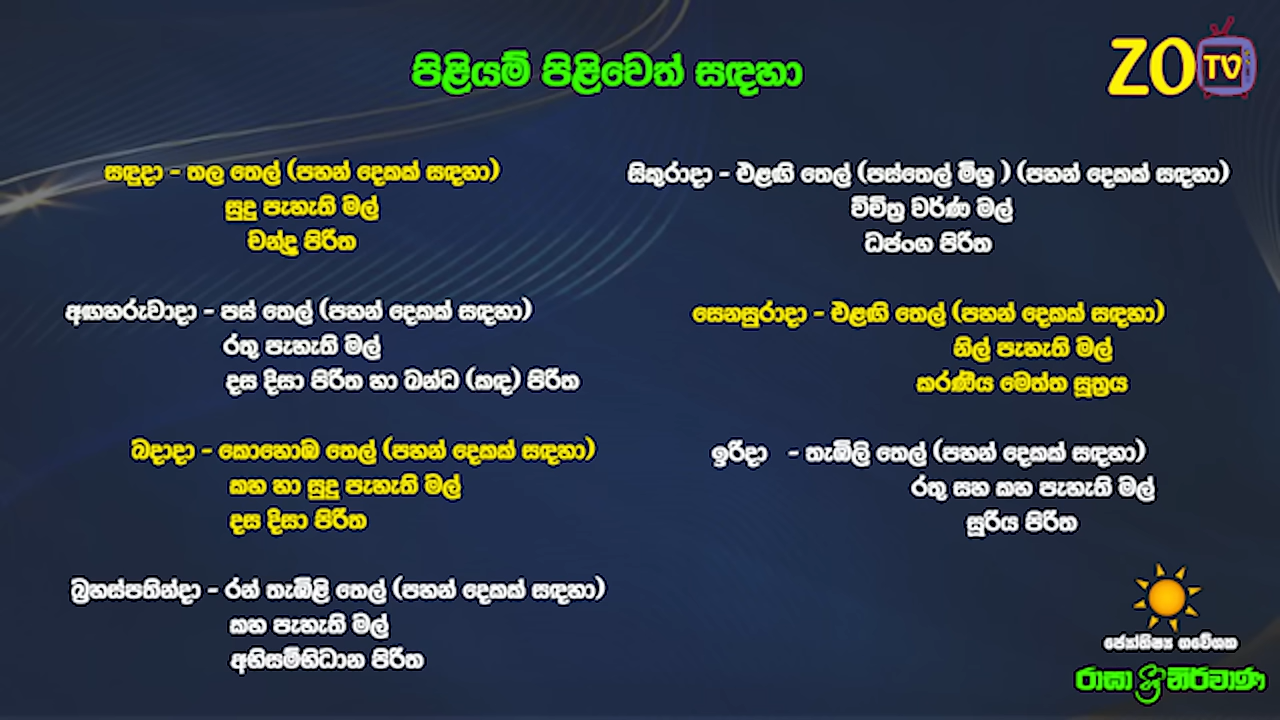 පිළියම් පිළිවෙත් සඳහා
ZO TV
සඳුදා - තල තෙල් (පහන් දෙකක් සඳහා)
සුදු පැහැති මල්
චන්ද්‍ර පිරිත
අඟහරුවාදා - පස් තෙල් (පහන් දෙකක් සඳහා)
රතු පැහැති මල්
දස දිසා පිරිත හා ඛන්ධ (කඳ) පිරිත
බදාදා - කොහොඹ තෙල් (පහන් දෙකක් සඳහා)
කහ හා සුදු පැහැති මල්
දස දිසා පිරිත
බ්‍රහස්පතින්දා - රන් තැඹිළි තෙල් (පහන් දෙකක් සඳහා)
කහ පැහැති මල්
අභිසම්භිධාන පිරිත
සිකුරාදා - එළඟි තෙල් (පස්තෙල් මිශ්‍ර ) (පහන් දෙකක් සඳහා)
විචිත්‍ර වර්ණ මල්
ධජංග පිරිත
සෙනසුරාදා - එළඟි තෙල් (පහන් දෙකක් සඳහා)
නිල් පැහැති මල්
කරණීය මෙත්ත සූත්‍රය
ඉරිදා - තැඹිලි තෙල් (පහන් දෙකක් සඳහා)
රතු සහ කහ පැහැති මල්
සූරිය පිරිත
ජ්‍යෝතිෂ්‍ය ගවේශක
රාඝා ශ්‍රී නිර්වාණ